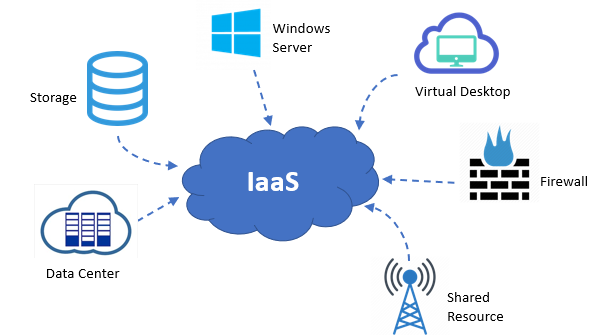 Windows
Server
Virtual Desktop
Storage
IaaS
Firewall
Data Center
Shared
Resource